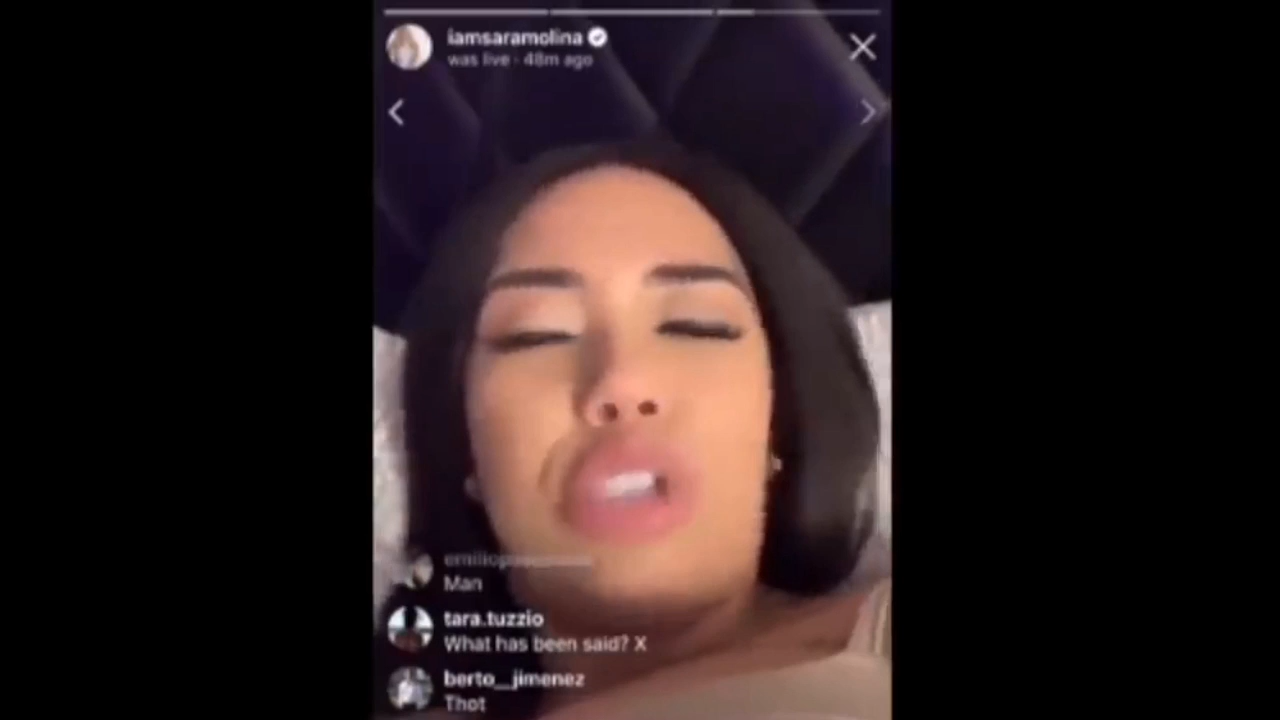 iamsaramolina
was live · 48m ago
Man
tara.tuzzio
What has been said? X
berto__jimenez
Thot